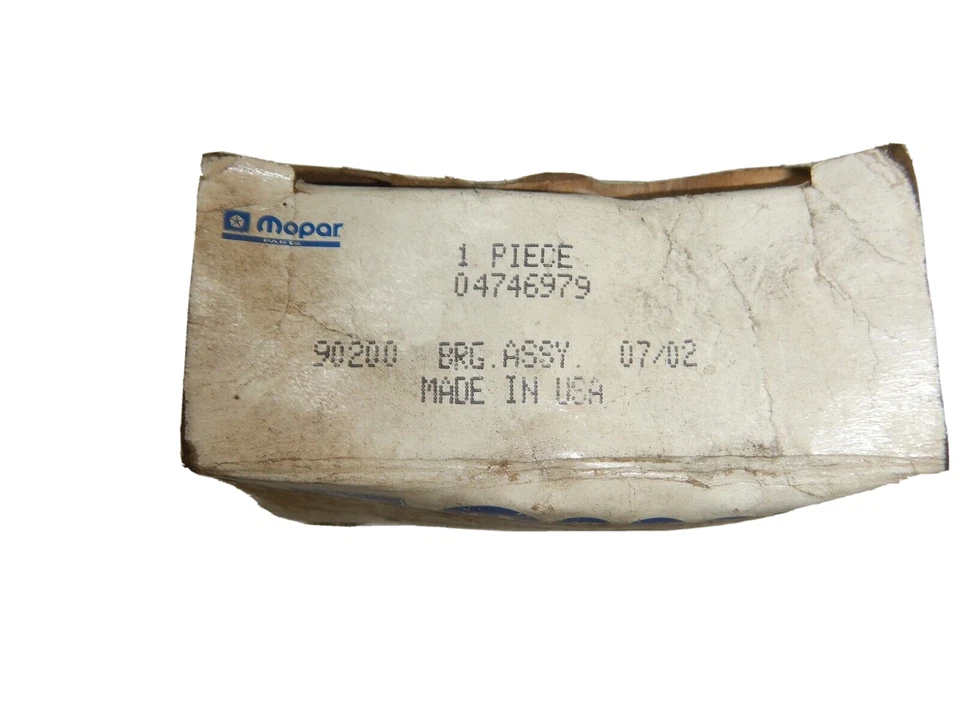 Mopar
PARTS
1 PIECE
04746979
90200 BRG. ASSY. 07/02
MADE IN USA